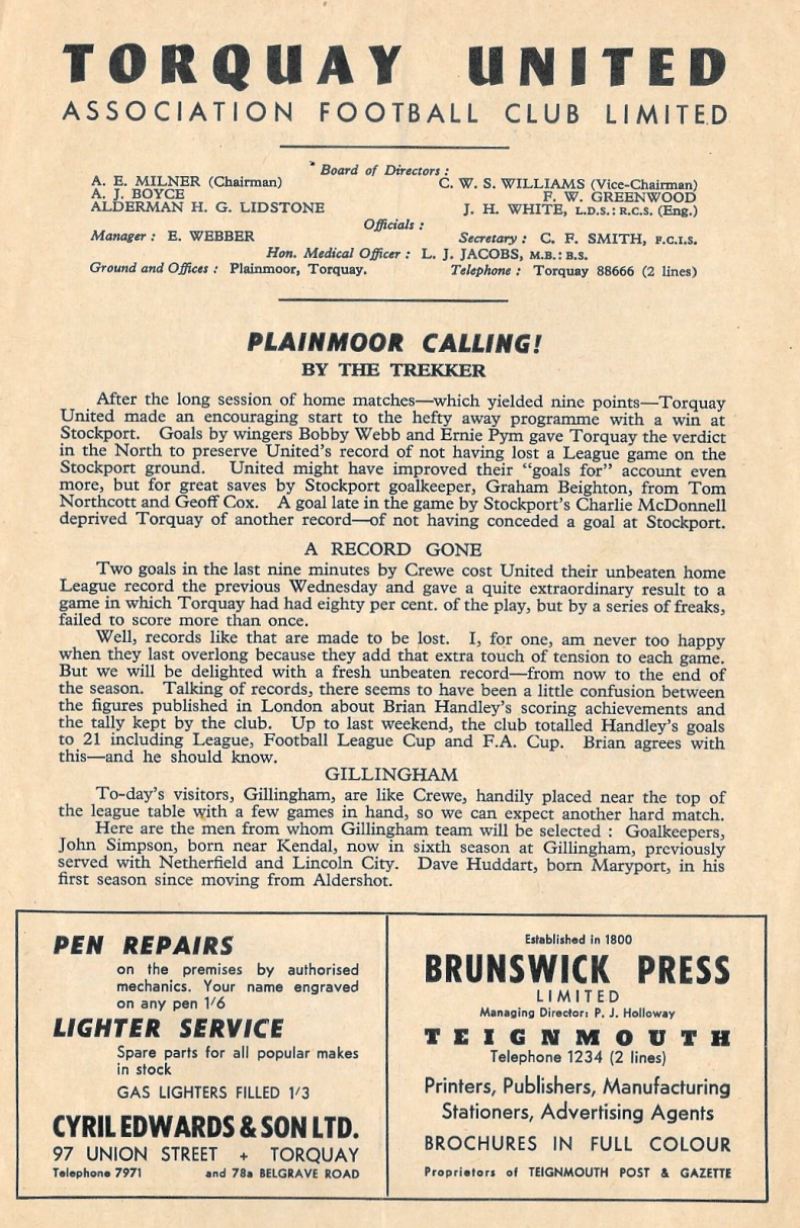 TORQUAY UNITED
ASSOCIATION FOOTBALL CLUB LIMITED
Board of Directors :
A. E. MILNER (Chairman) C. W. S. WILLIAMS (Vice-Chairman)
A. J. BOYCE F. W. GREENWOOD
ALDERMAN H. G. LIDSTONE J. H. WHITE, L.D.S.: R.C.S. (Eng.)
Officials :
Manager : E. WEBBER Secretary : C. F. SMITH, F.C.I.S.
Hon. Medical Officer : L. J. JACOBS, M.B.: B.S.
Ground and Offices : Plainmoor, Torquay. Telephone : Torquay 88666 (2 lines)
PLAINMOOR CALLING!
BY THE TREKKER
After the long session of home matches—which yielded nine points—Torquay
United made an encouraging start to the hefty away programme with a win at
Stockport. Goals by wingers Bobby Webb and Ernie Pym gave Torquay the verdict
in the North to preserve United's record of not having lost a League game on the
Stockport ground. United might have improved their "goals for" account even
more, but for great saves by Stockport goalkeeper, Graham Beighton, from Tom
Northcott and Geoff Cox. A goal late in the game by Stockport's Charlie McDonnell
deprived Torquay of another record—of not having conceded a goal at Stockport.
A RECORD GONE
Two goals in the last nine minutes by Crewe cost United their unbeaten home
League record the previous Wednesday and gave a quite extraordinary result to a
game in which Torquay had had eighty per cent. of the play, but by a series of freaks,
failed to score more than once.
Well, records like that are made to be lost. I, for one, am never too happy
when they last overlong because they add that extra touch of tension to each game.
But we will be delighted with a fresh unbeaten record—from now to the end of
the season. Talking of records, there seems to have been a little confusion between
the figures published in London about Brian Handley's scoring achievements and
the tally kept by the club. Up to last weekend, the club totalled Handley's goals
to 21 including League, Football League Cup and F.A. Cup. Brian agrees with
this—and he should know.
GILLINGHAM
To-day's visitors, Gillingham, are like Crewe, handily placed near the top of
the league table with a few games in hand, so we can expect another hard match.
Here are the men from whom Gillingham team will be selected : Goalkeepers,
John Simpson, born near Kendal, now in sixth season at Gillingham, previously
served with Netherfield and Lincoln City. Dave Huddart, born Maryport, in his
first season since moving from Aldershot.
PEN REPAIRS
on the premises by authorised
mechanics. Your name engraved
on any pen 1/6
LIGHTER SERVICE
Spare parts for all popular makes
in stock
GAS LIGHTERS FILLED 1/3
CYRIL EDWARDS & SON LTD.
97 UNION STREET + TORQUAY
Telephone 7971 and 78a BELGRAVE ROAD
Established in 1800
BRUNSWICK PRESS
LIMITED
Managing Director: P. J. Holloway
TEIGNMOUTH
Telephone 1234 (2 lines)
Printers, Publishers, Manufacturing
Stationers, Advertising Agents
BROCHURES IN FULL COLOUR
Proprietors of TEIGNMOUTH POST & GAZETTE